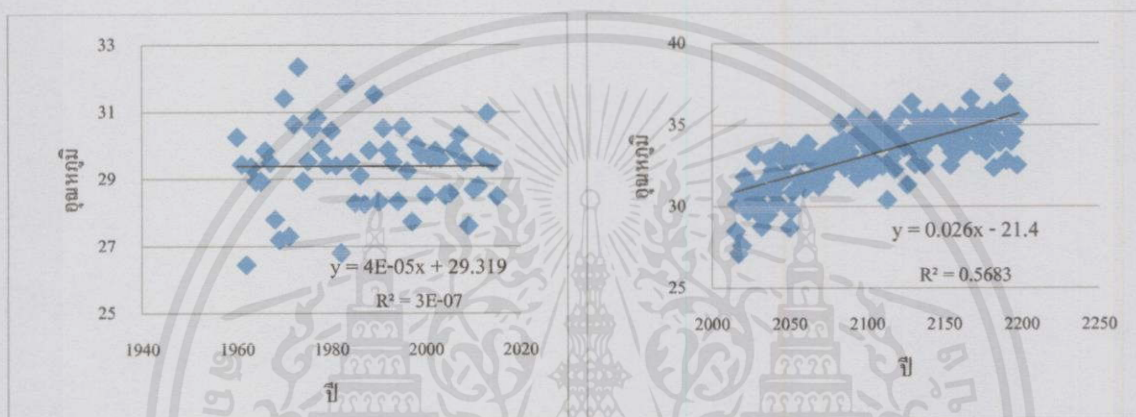 33
31
29
27
25
อุณหภูมิ
y = 4E-05x + 29.319
R² = 3E-07
1940 1960 1980 2000 2020
ปี
40
35
30
25
อุณหภูมิ
y = 0.026x - 21.4
R² = 0.5683
2000 2050 2100 2150 2200 2250
ปี